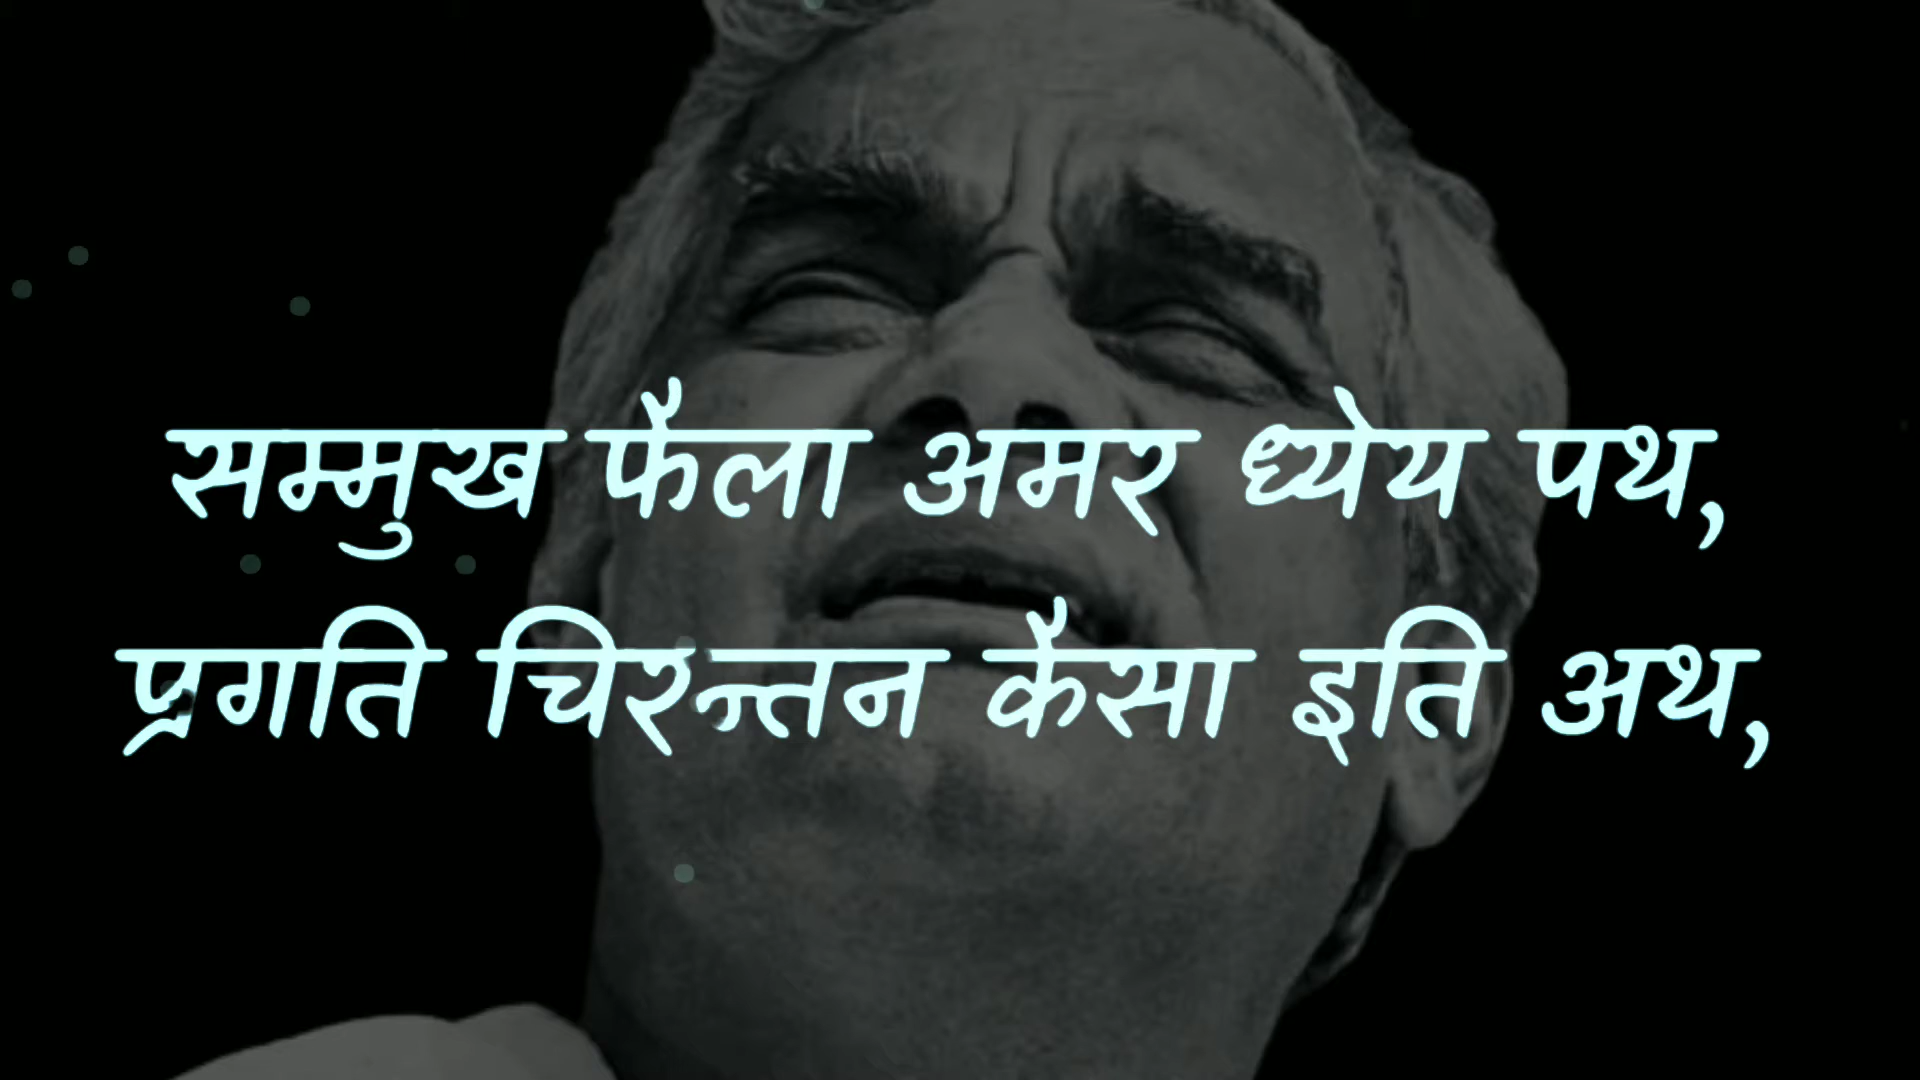 सम्मुख फैला अमर ध्येय पथ,
प्रगति चिरन्तन कैसा इति अथ,